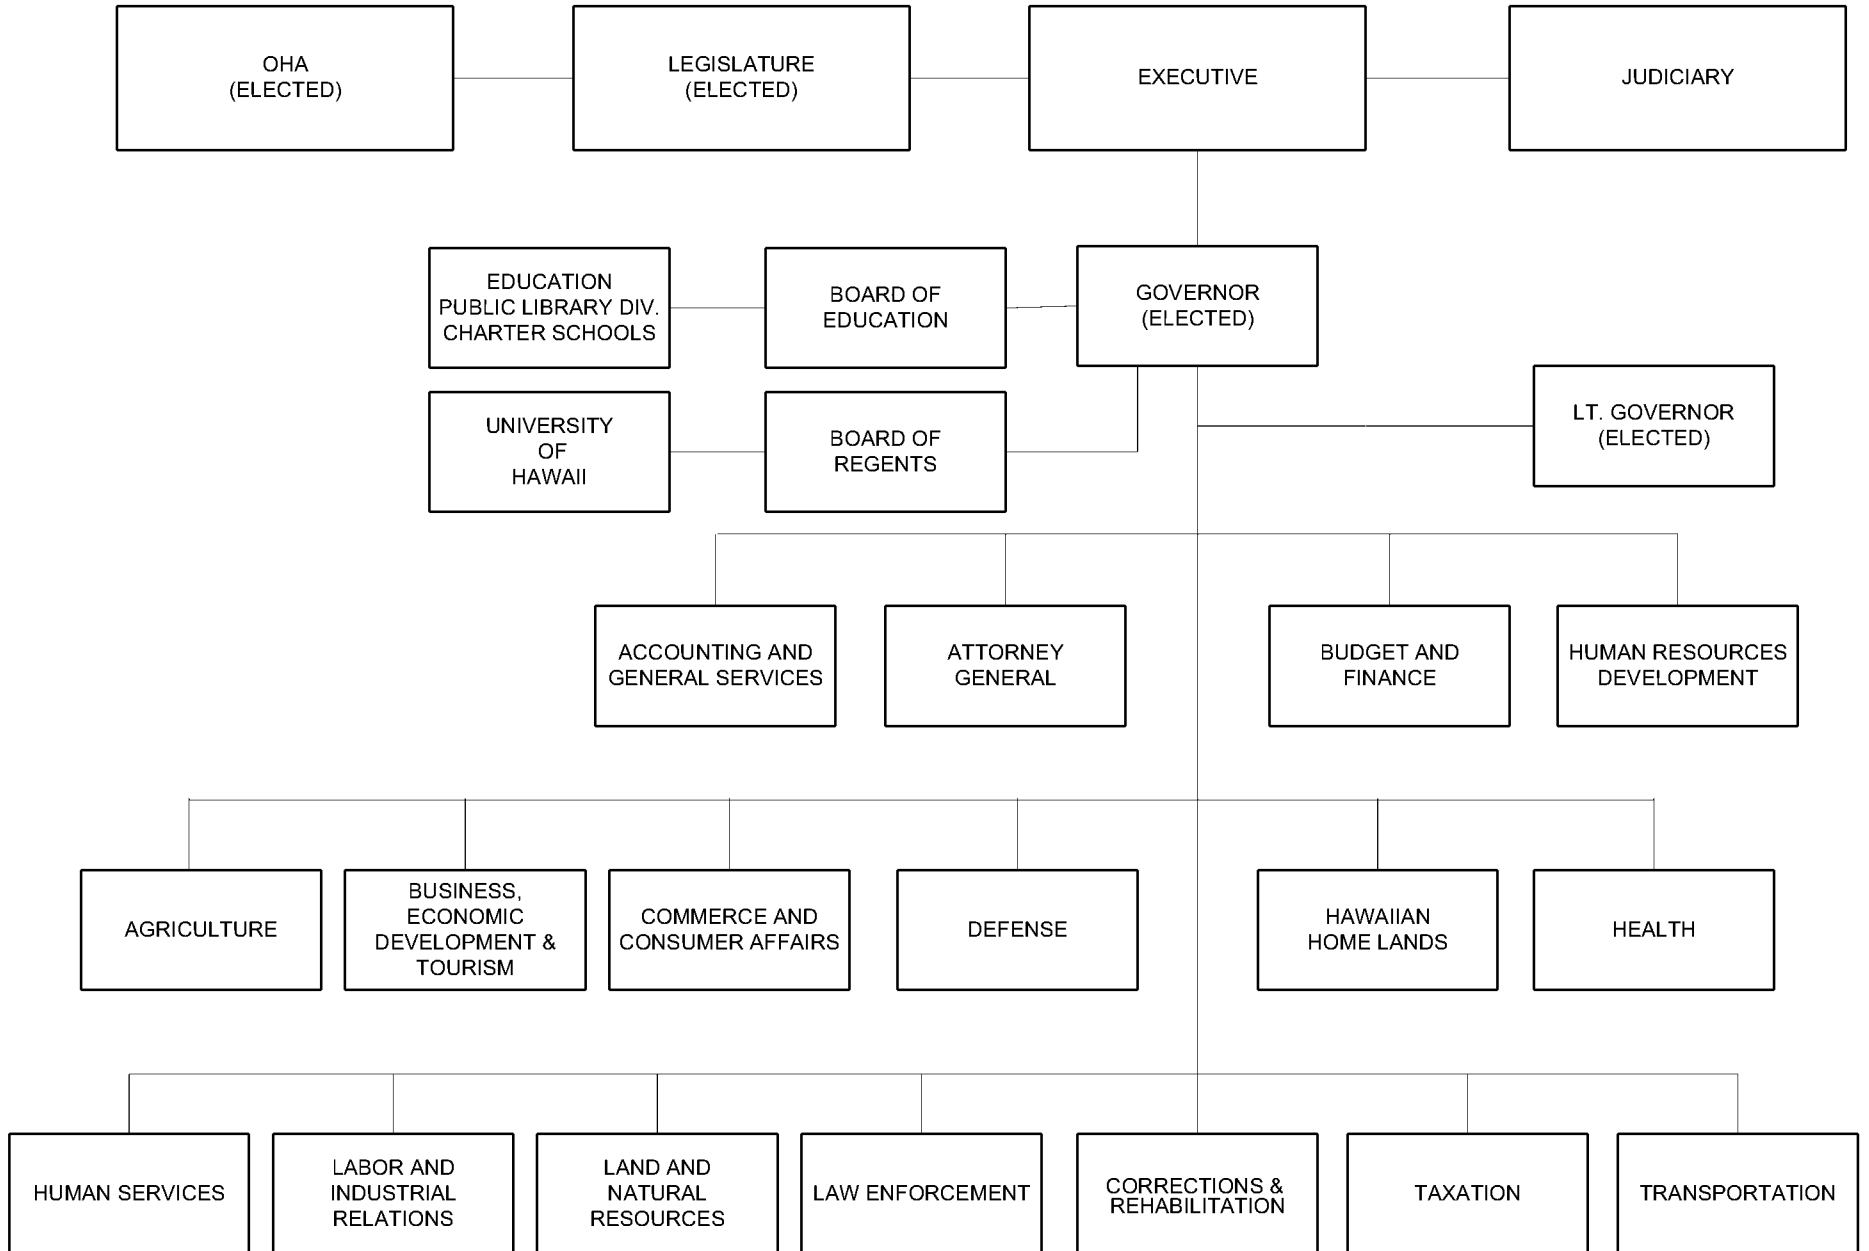 OHA
(ELECTED)
LEGISLATURE
(ELECTED)
EXECUTIVE
JUDICIARY
EDUCATION
PUBLIC LIBRARY DIV.
CHARTER SCHOOLS
BOARD OF
EDUCATION
GOVERNOR
(ELECTED)
UNIVERSITY
OF
HAWAII
BOARD OF
REGENTS
LT. GOVERNOR
(ELECTED)
ACCOUNTING AND
GENERAL SERVICES
ATTORNEY
GENERAL
BUDGET AND
FINANCE
HUMAN RESOURCES
DEVELOPMENT
AGRICULTURE
BUSINESS,
ECONOMIC
DEVELOPMENT &
TOURISM
COMMERCE AND
CONSUMER AFFAIRS
DEFENSE
HAWAIIAN
HOME LANDS
HEALTH
HUMAN SERVICES
LABOR AND
INDUSTRIAL
RELATIONS
LAND AND
NATURAL
RESOURCES
LAW ENFORCEMENT
CORRECTIONS &
REHABILITATION
TAXATION
TRANSPORTATION